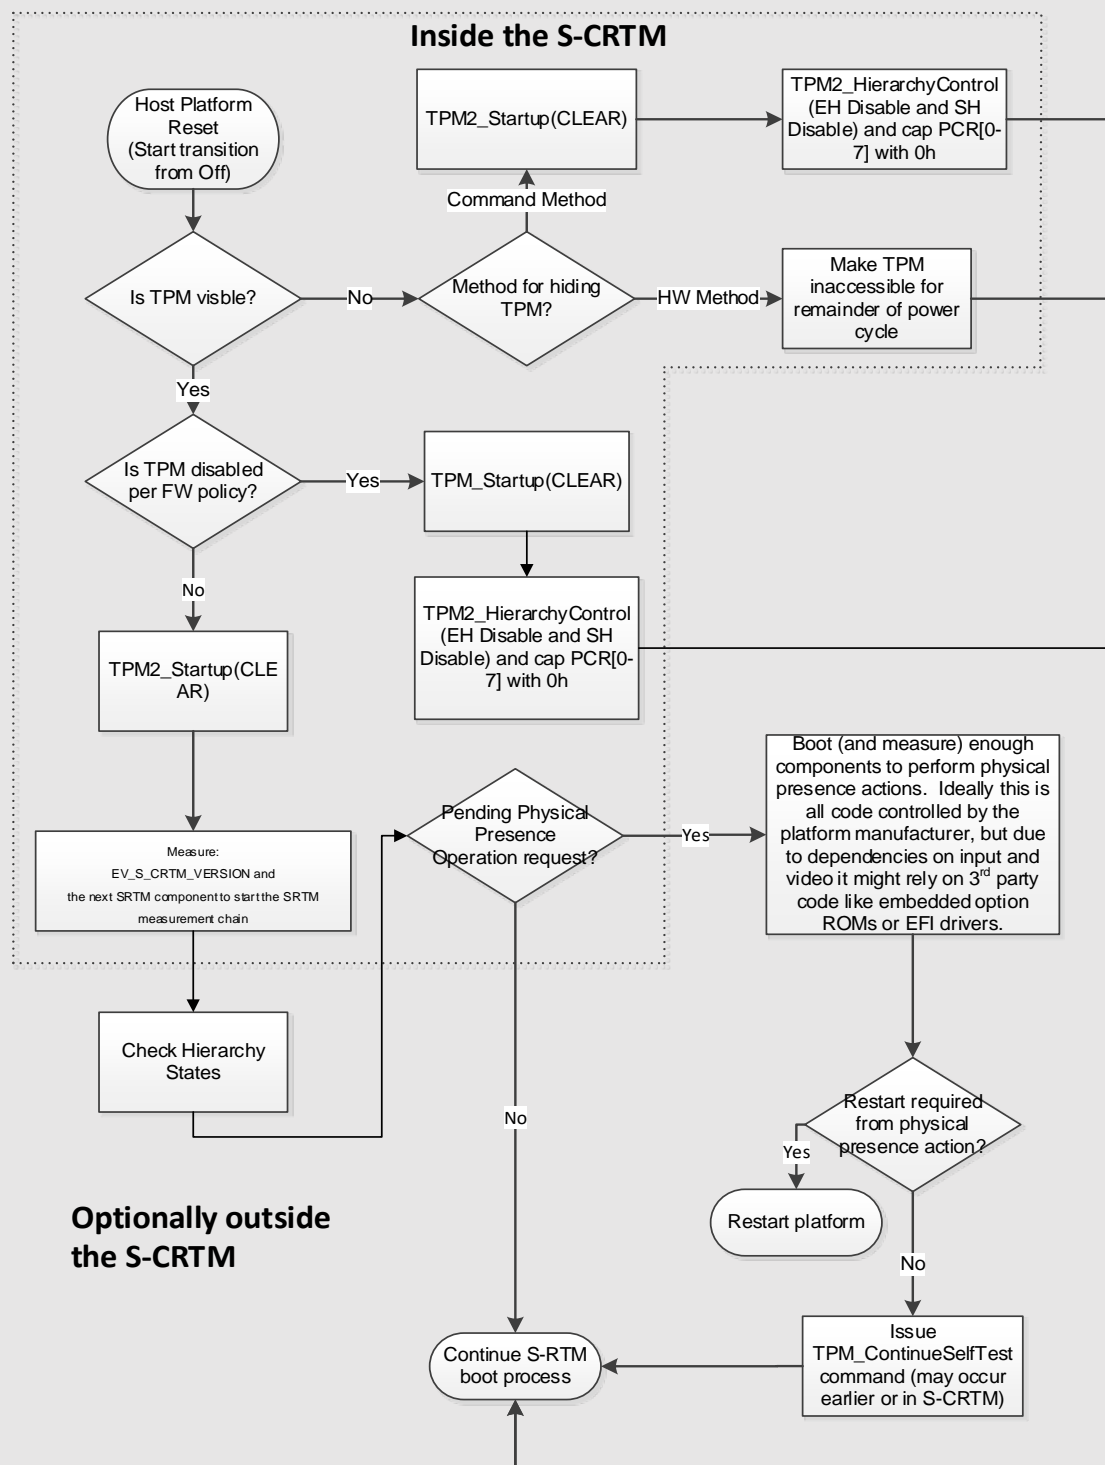 Inside the S-CRTM
Host Platform
Reset
(Start transition
from Off)
TPM2_Startup(CLEAR)
TPM2_HierarchyControl
(EH Disable and SH
Disable) and cap PCR[0-
7] with 0h
Command Method
Is TPM visble?
No
Method for hiding
TPM?
HW Method
Make TPM
inaccessible for
remainder of power
cycle
Yes
Is TPM disabled
per FW policy?
Yes
TPM_Startup(CLEAR)
No
TPM2_HierarchyControl
(EH Disable and SH
Disable) and cap PCR[0-
7] with 0h
TPM2_Startup(CLE
AR)
Measure:
EV_S_CRTM_VERSION and
the next SRTM component to start the SRTM
measurement chain
Pending Physical
Presence
Operation request?
Yes
Boot (and measure) enough
components to perform physical
presence actions. Ideally this is
all code controlled by the
platform manufacturer, but due
to dependencies on input and
video it might rely on 3rd party
code like embedded option
ROMs or EFI drivers.
Check Hierarchy
States
No
Restart required
from physical
presence action?
Yes
Restart platform
No
Optionally outside
the S-CRTM
Continue S-RTM
boot process
Issue
TPM_ContinueSelfTest
command (may occur
earlier or in S-CRTM)